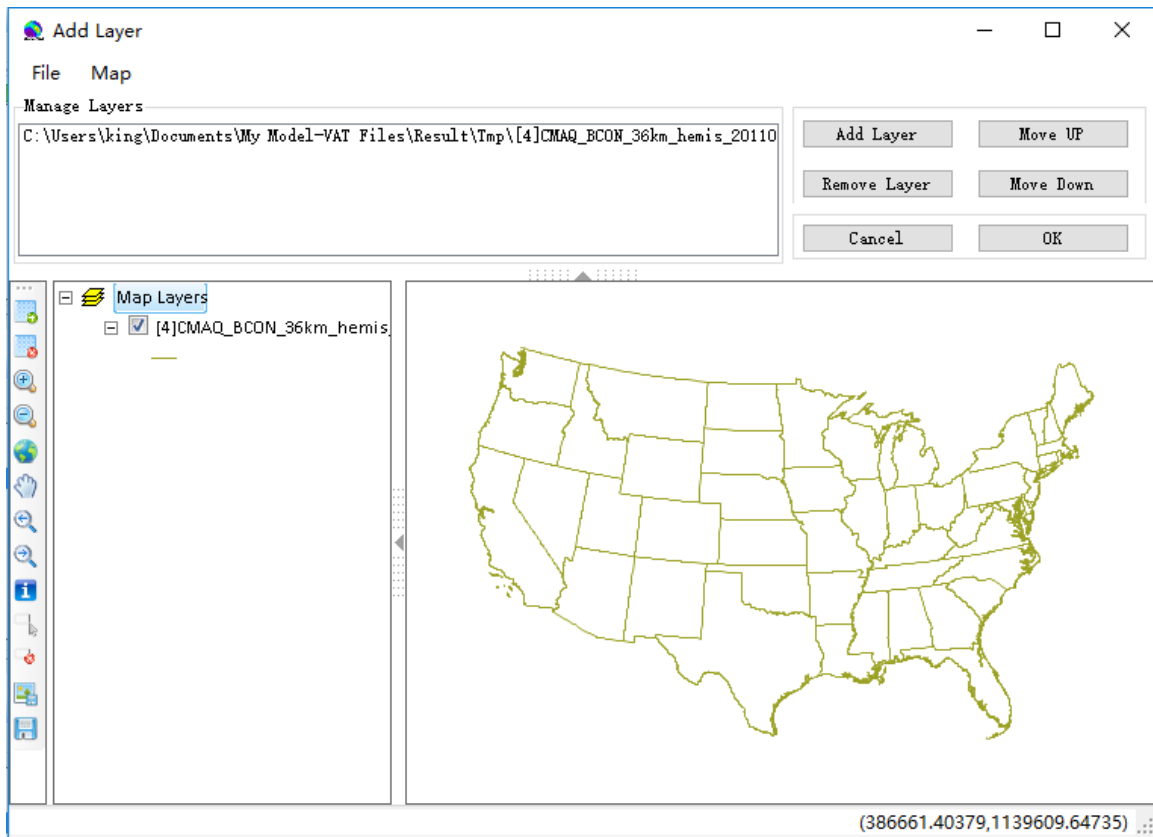 Add Layer
File Map
Manage Layers
C:\Users\king\Documents\My Model-VAT Files\Result\Tmp\[4]CMAQ_BCON_36km_hemis_20110
Add Layer Move UP
Remove Layer Move Down
Cancel OK
Map Layers
[4]CMAQ_BCON_36km_hemis_
(386661.40379,1139609.64735)